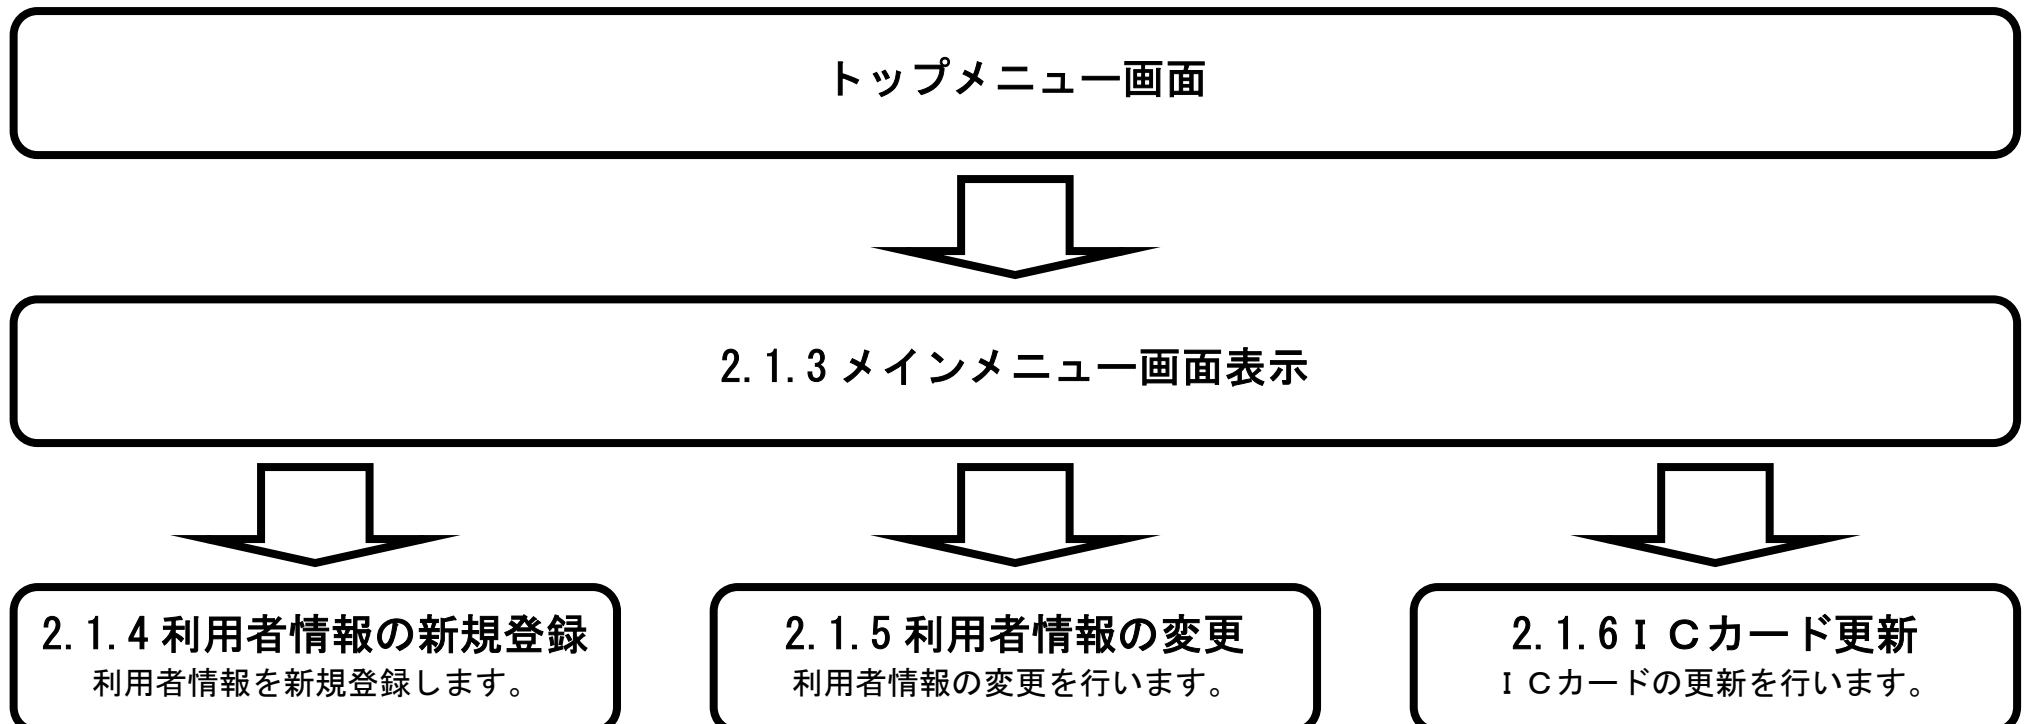 トップメニュー画面
2.1.3 メインメニュー画面表示
2.1.4 利用者情報の新規登録
利用者情報を新規登録します。
2.1.5 利用者情報の変更
利用者情報の変更を行います。
2.1.6 ＩＣカード更新
ＩＣカードの更新を行います。